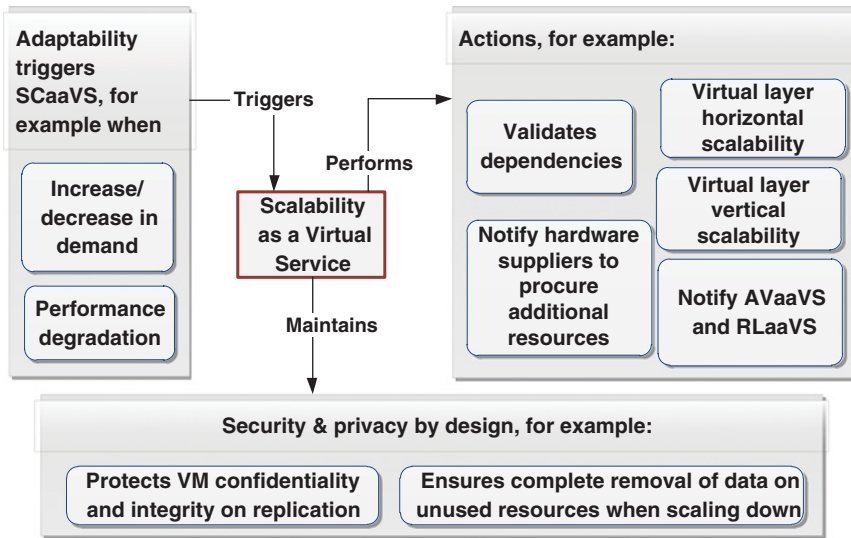 Adaptability
triggers
SCaaVS, for
example when
Increase/
decrease in
demand
Performance
degradation
Triggers
Performs
Scalability
as a Virtual
Service
Maintains
Actions, for example:
Validates
dependencies
Virtual layer
horizontal
scalability
Virtual layer
vertical
scalability
Notify hardware
suppliers to
procure
additional
resources
Notify AVaaVS
and RLaaVS
Security & privacy by design, for example:
Protects VM confidentiality
and integrity on replication
Ensures complete removal of data on
unused resources when scaling down